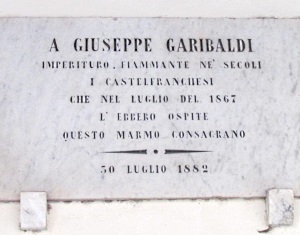 A GIUSEPPE GARIBALDI
IMPERITURO . FIAMMANTE NE' SECOLI
I CASTELFRANCHESI
CHE NEL LUGLIO DEL 1867
L' EBBERO OSPITE
QUESTO MARMO CONSACRANO
30 LUGLIO 1882